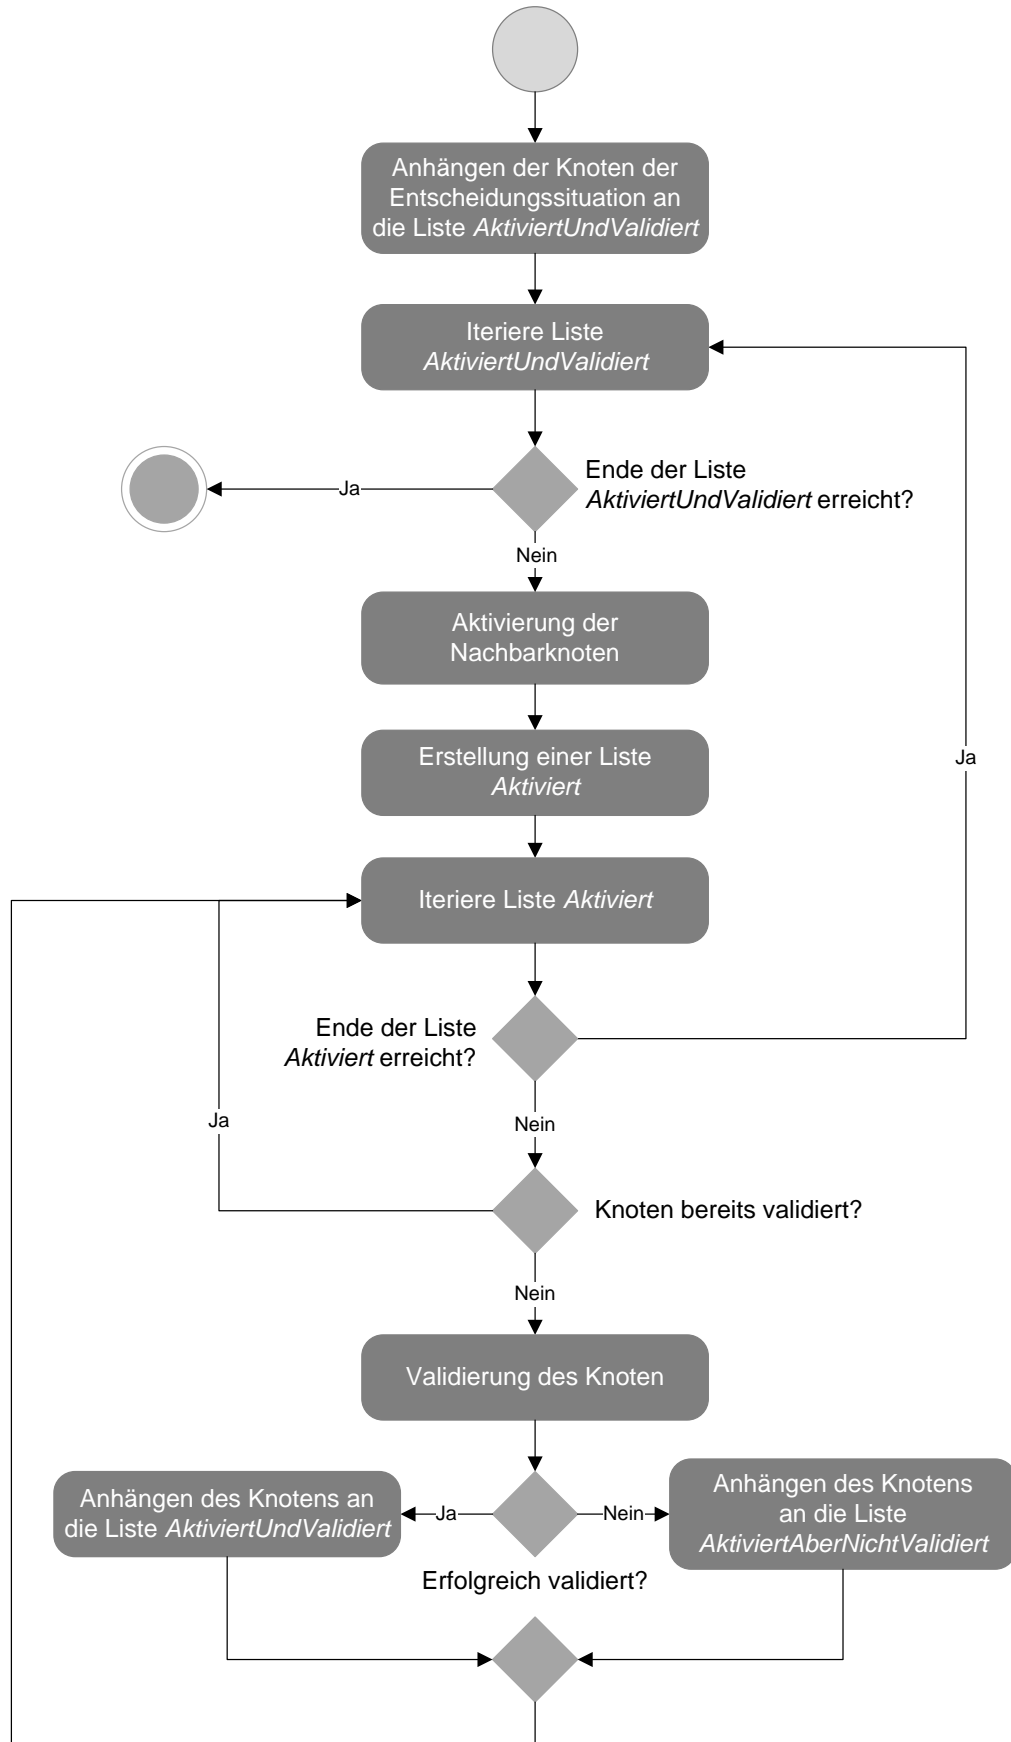 Anhängen der Knoten der
Entscheidungssituation an
die Liste AktiviertUndValidiert
Iteriere Liste
AktiviertUndValidiert
Ende der Liste
AktiviertUndValidiert erreicht?
Ja
Nein
Aktivierung der
Nachbarknoten
Erstellung einer Liste
Aktiviert
Ja
Iteriere Liste Aktiviert
Ende der Liste
Aktiviert erreicht?
Ja
Nein
Knoten bereits validiert?
Nein
Validierung des Knoten
Anhängen des Knotens an
die Liste AktiviertUndValidiert
Ja
Nein
Anhängen des Knotens
an die Liste
AktiviertAberNichtValidiert
Erfolgreich validiert?